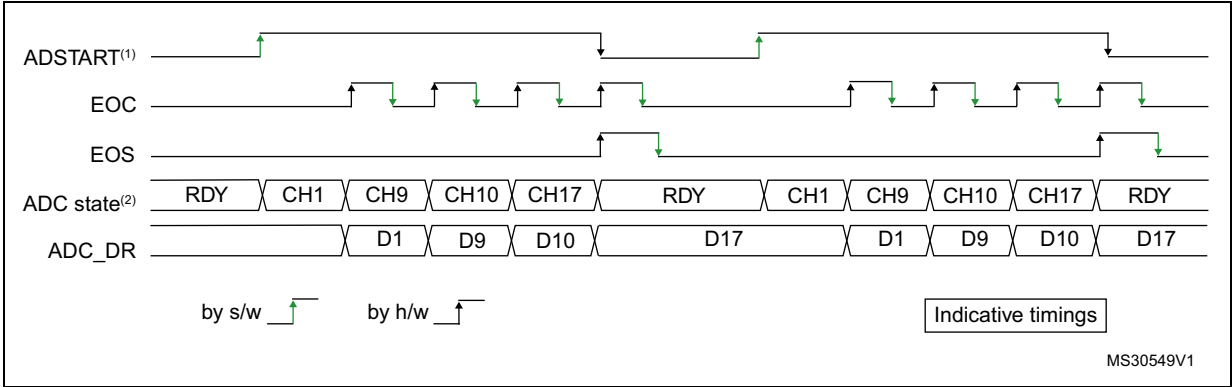 ADSTART(1)
EOC
EOS
ADC state(2) RDY CH1 CH9 CH10 CH17 RDY CH1 CH9 CH10 CH17 RDY
ADC_DR D1 D9 D10 D17 D1 D9 D10 D17
by s/w by h/w Indicative timings
MS30549V1